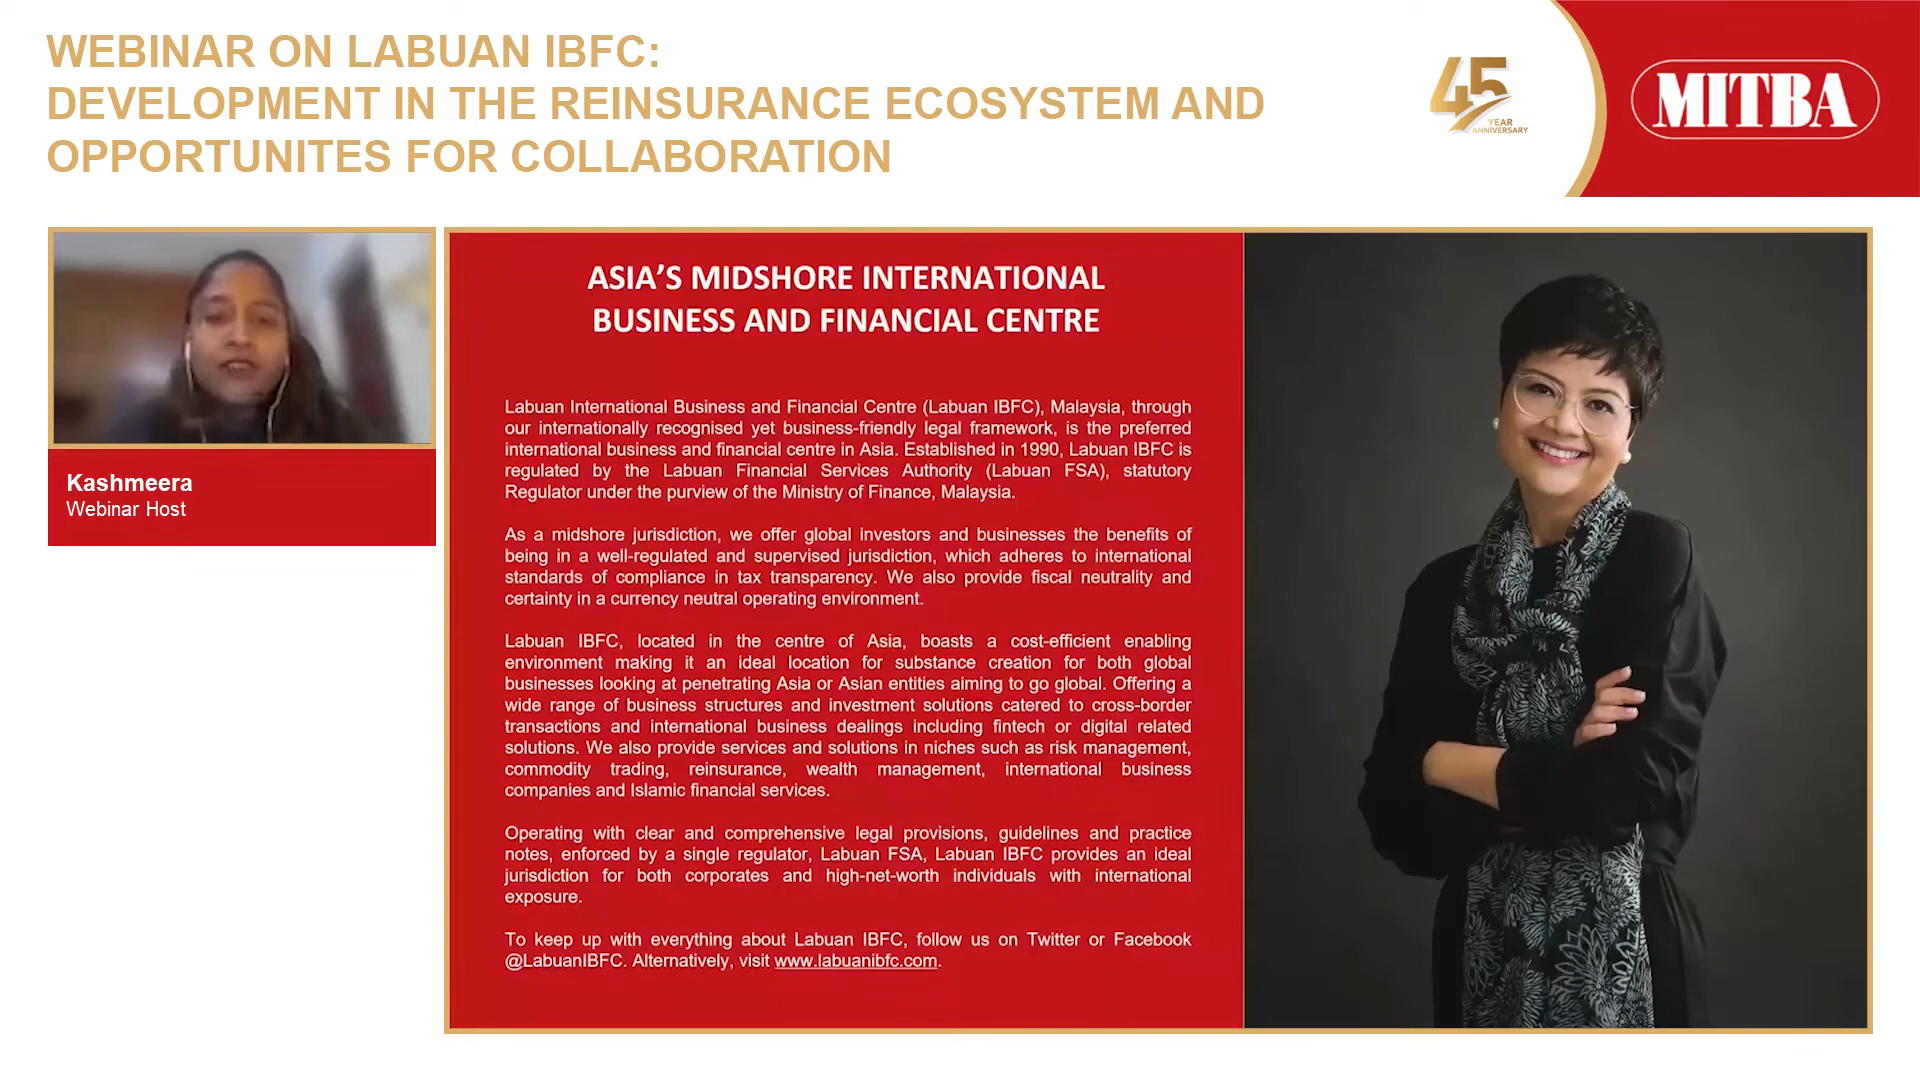 WEBINAR ON LABUAN IBFC:
DEVELOPMENT IN THE REINSURANCE ECOSYSTEM AND
OPPORTUNITES FOR COLLABORATION
45
YEAR
ANNIVERSARY
MITBA
Kashmeera
Webinar Host
ASIA'S MIDSHORE INTERNATIONAL
BUSINESS AND FINANCIAL CENTRE
Labuan International Business and Financial Centre (Labuan IBFC), Malaysia, through
our internationally recognised yet business-friendly legal framework, is the preferred
international business and financial centre in Asia. Established in 1990, Labuan IBFC is
regulated by the Labuan Financial Services Authority (Labuan FSA), statutory
Regulator under the purview of the Ministry of Finance, Malaysia.
As a midshore jurisdiction, we offer global investors and businesses the benefits of
being in a well-regulated and supervised jurisdiction, which adheres to international
standards of compliance in tax transparency. We also provide fiscal neutrality and
certainty in a currency neutral operating environment.
Labuan IBFC, located in the centre of Asia, boasts a cost-efficient enabling
environment making it an ideal location for substance creation for both global
businesses looking at penetrating Asia or Asian entities aiming to go global. Offering a
wide range of business structures and investment solutions catered to cross-border
transactions and international business dealings including fintech or digital related
solutions. We also provide services and solutions in niches such as risk management,
commodity trading, reinsurance, wealth management, international business
companies and Islamic financial services.
Operating with clear and comprehensive legal provisions, guidelines and practice
notes, enforced by a single regulator, Labuan FSA, Labuan IBFC provides an ideal
jurisdiction for both corporates and high-net-worth individuals with international
exposure.
To keep up with everything about Labuan IBFC, follow us on Twitter or Facebook
@LabuanIBFC. Alternatively, visit www.labuanibfc.com.